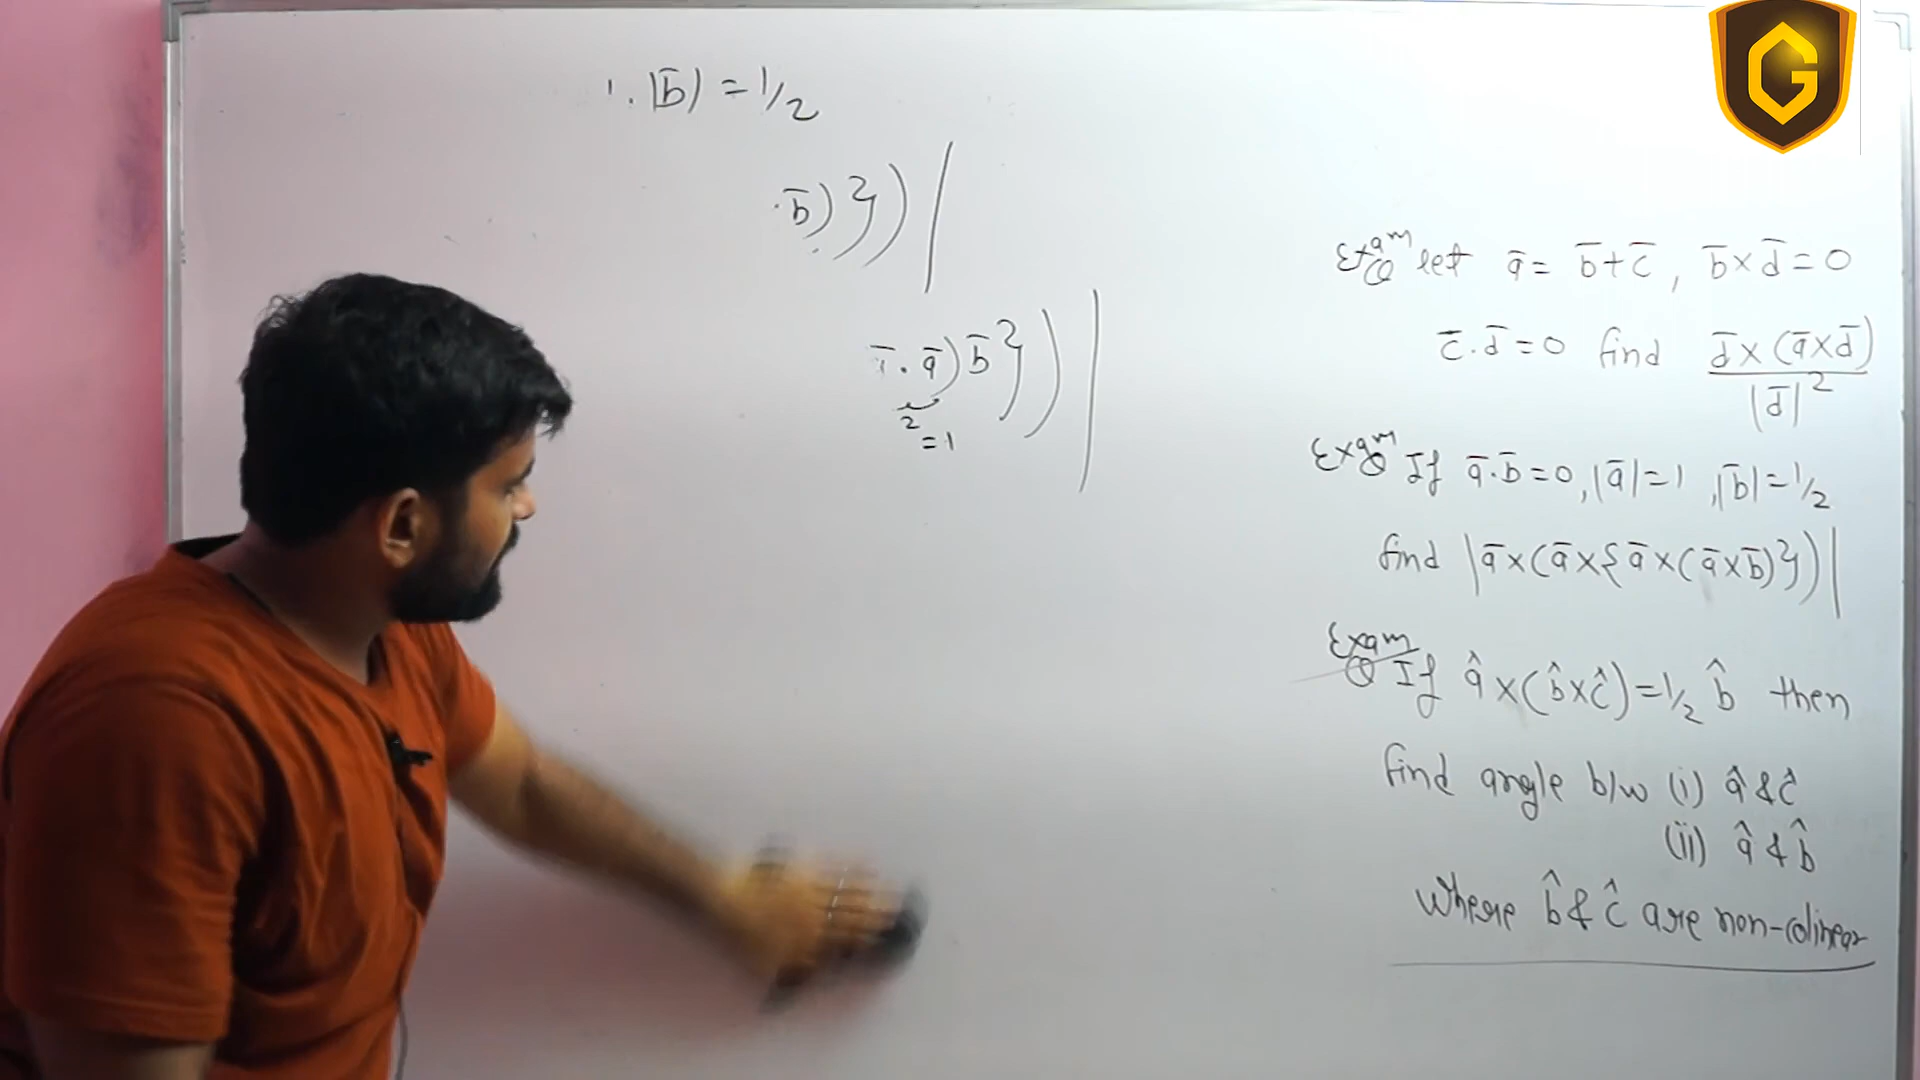 1. |b̄| = 1/2
. b̄)})|
. ā) b̄})|
2
= 1
Exam Q let ā = b̄ + c̄, b̄ × d̄ = 0
c̄ . d̄ = 0 find d̄ × (ā × d̄) / |d̄|²
Exam Q If ā . b̄ = 0, |ā| = 1, |b̄| = 1/2
find |ā × (ā × {ā × (ā × b̄)})|
Exam
Q If â × (b̂ × ĉ) = 1/2 b̂ then
find angle b/w (i) â & ĉ
(ii) â & b̂
where b̂ & ĉ are non-colinear
G